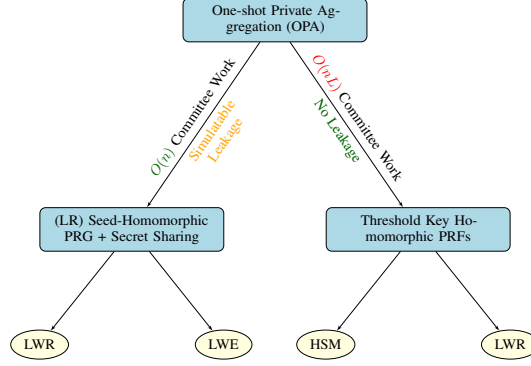 One-shot Private Ag-
gregation (OPA)
O(n) Committee Work
Simulatable
Leakage
O(nL) Committee Work
No Leakage
(LR) Seed-Homomorphic
PRG + Secret Sharing
Threshold Key Ho-
momorphic PRFs
LWR
LWE
HSM
LWR